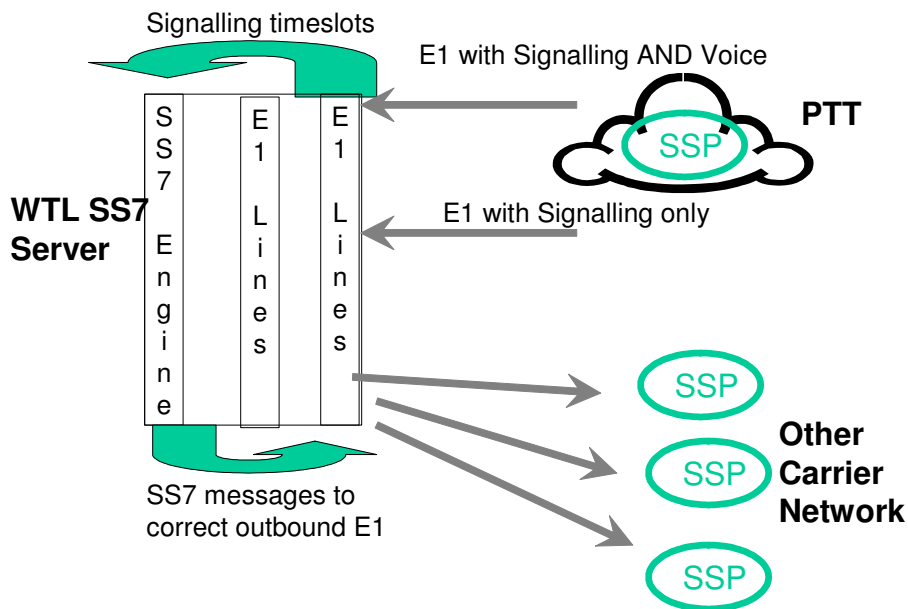 Signalling timeslots
E1 with Signalling AND Voice
PTT
SSP
SS7 Engine
E1 Lines
E1 Lines
WTL SS7
Server
E1 with Signalling only
SSP
SSP
SSP
Other
Carrier
Network
SS7 messages to
correct outbound E1